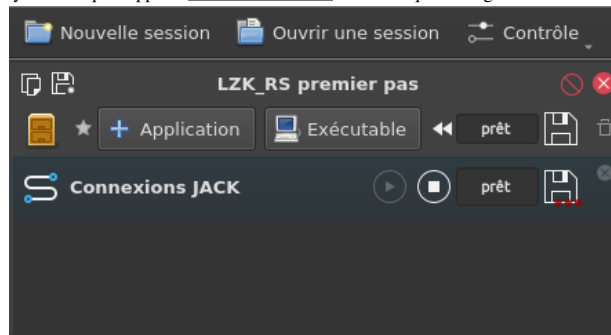 Nouvelle session Ouvrir une session Contrôle
LZK_RS premier pas
Application Exécutable prêt
Connexions JACK prêt